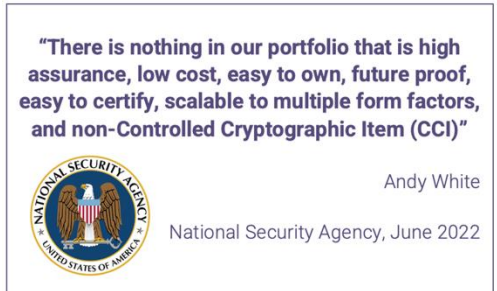 “There is nothing in our portfolio that is high
assurance, low cost, easy to own, future proof,
easy to certify, scalable to multiple form factors,
and non-Controlled Cryptographic Item (CCI)”
Andy White
NATIONAL SECURITY AGENCY
National Security Agency, June 2022
UNITED STATES OF AMERICA